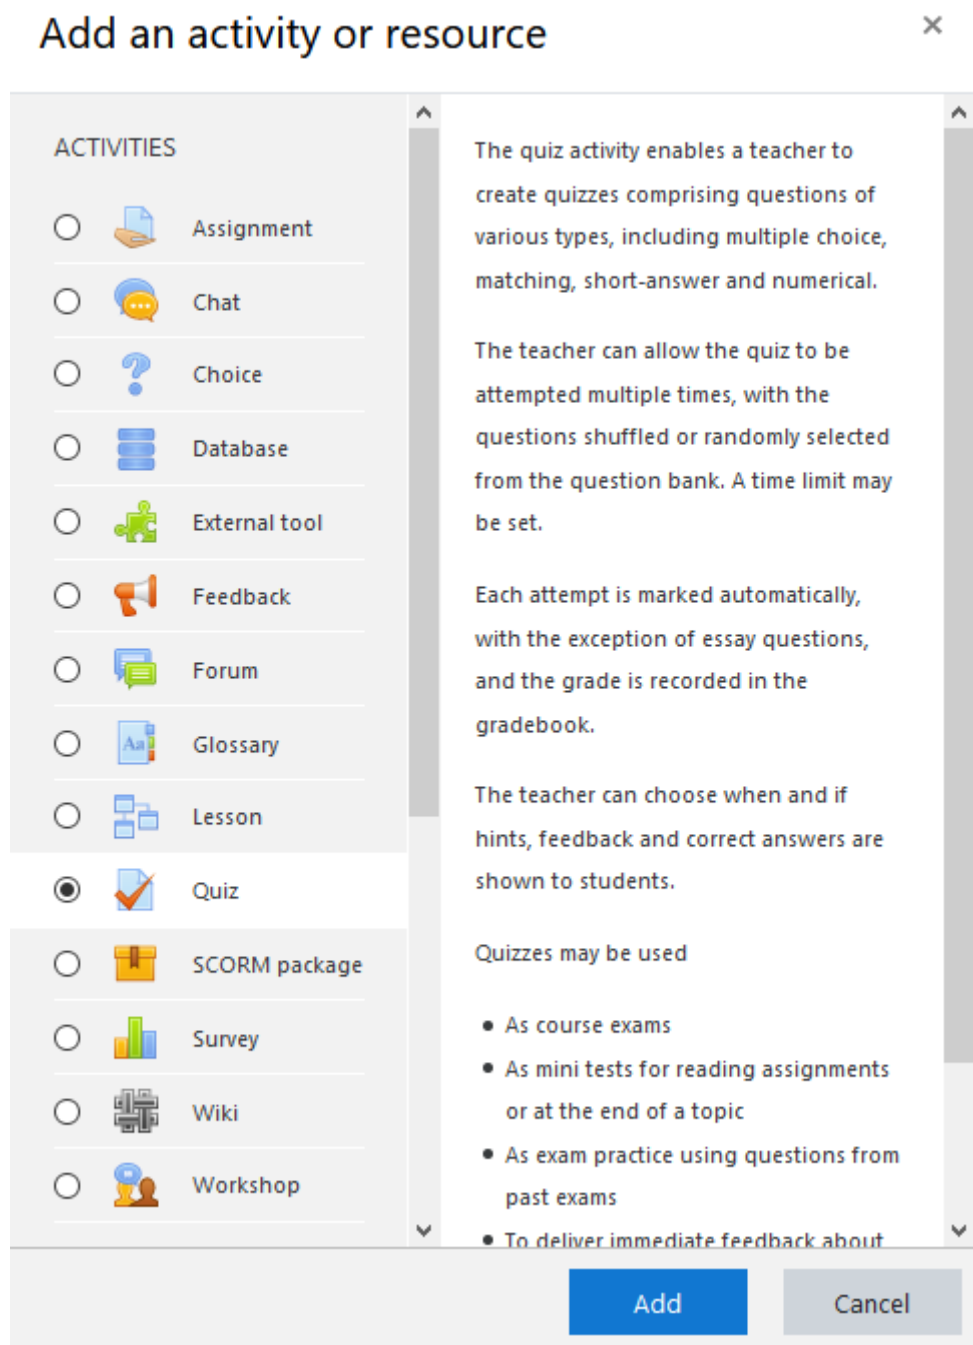 Add an activity or resource
×
ACTIVITIES
Assignment
Chat
Choice
Database
External tool
Feedback
Forum
Aa
Glossary
Lesson
Quiz
SCORM package
Survey
Wiki
Workshop
The quiz activity enables a teacher to
create quizzes comprising questions of
various types, including multiple choice,
matching, short-answer and numerical.
The teacher can allow the quiz to be
attempted multiple times, with the
questions shuffled or randomly selected
from the question bank. A time limit may
be set.
Each attempt is marked automatically,
with the exception of essay questions,
and the grade is recorded in the
gradebook.
The teacher can choose when and if
hints, feedback and correct answers are
shown to students.
Quizzes may be used
• As course exams
• As mini tests for reading assignments
or at the end of a topic
• As exam practice using questions from
past exams
• To deliver immediate feedback about
Add
Cancel